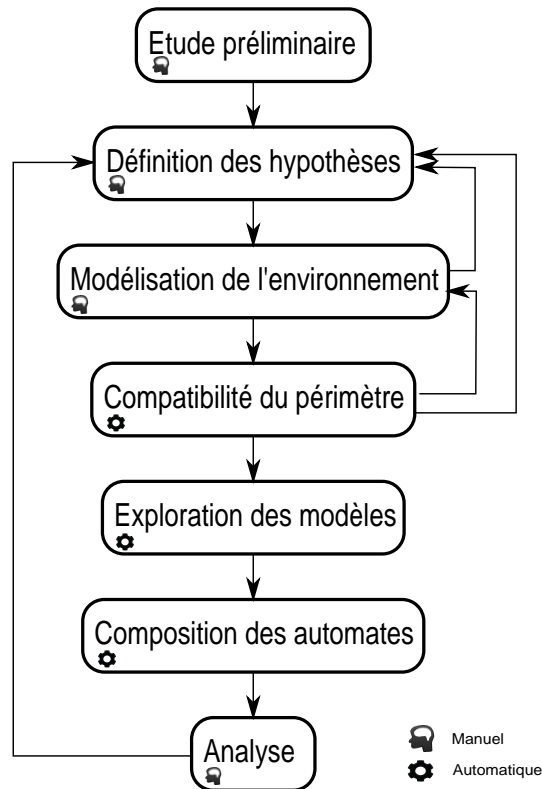 Etude préliminaire
Définition des hypothèses
Modélisation de l'environnement
Compatibilité du périmètre
Exploration des modèles
Composition des automates
Analyse
Manuel
Automatique